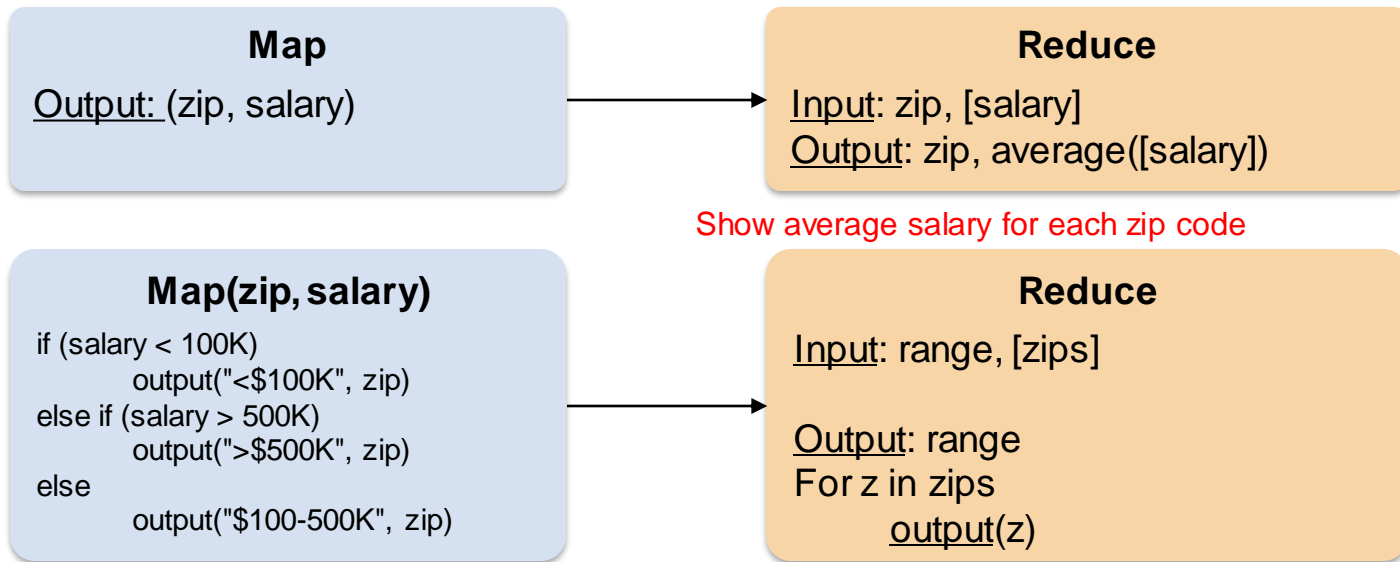 Map
Output: (zip, salary)
Reduce
Input: zip, [salary]
Output: zip, average([salary])
Show average salary for each zip code
Map(zip, salary)
if (salary < 100K)
output("<$100K", zip)
else if (salary > 500K)
output(">$500K", zip)
else
output("$100-500K", zip)
Reduce
Input: range, [zips]
Output: range
For z in zips
output(z)